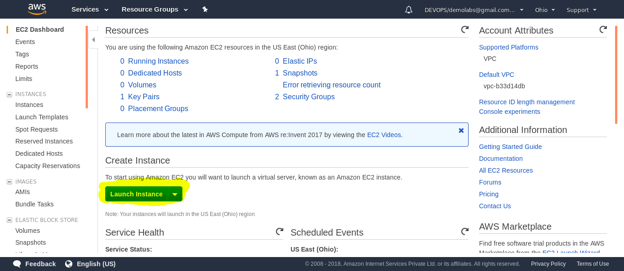 aws
Services
Resource Groups
DEVOPS/demolabs@gmail.com...
Ohio
Support
EC2 Dashboard
Events
Tags
Reports
Limits
INSTANCES
Instances
Launch Templates
Spot Requests
Reserved Instances
Dedicated Hosts
Capacity Reservations
IMAGES
AMIs
Bundle Tasks
ELASTIC BLOCK STORE
Volumes
Snapshots
Resources
You are using the following Amazon EC2 resources in the US East (Ohio) region:
0 Running Instances
0 Elastic IPs
0 Dedicated Hosts
1 Snapshots
0 Volumes
Error retrieving resource count
1 Key Pairs
2 Security Groups
0 Placement Groups
Learn more about the latest in AWS Compute from AWS re:Invent 2017 by viewing the EC2 Videos.
Create Instance
To start using Amazon EC2 you will want to launch a virtual server, known as an Amazon EC2 instance.
Launch Instance
Note: Your instances will launch in the US East (Ohio) region
Service Health
Scheduled Events
Service Status:
US East (Ohio):
Account Attributes
Supported Platforms
VPC
Default VPC
vpc-b33d14db
Resource ID length management
Console experiments
Additional Information
Getting Started Guide
Documentation
All EC2 Resources
Forums
Pricing
Contact Us
AWS Marketplace
Find free software trial products in the AWS
Marketplace from the EC2 Launch Wizard
Feedback
English (US)
© 2008 - 2018, Amazon Internet Services Private Ltd. or its affiliates. All rights reserved.
Privacy Policy
Terms of Use